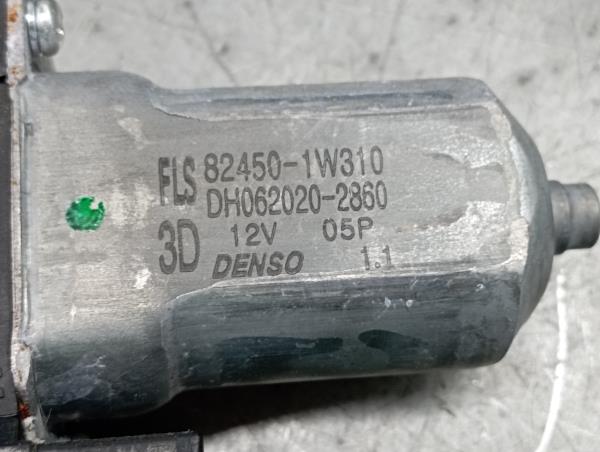 FLS 82450-1W310
DH062020-2860
3D 12V 05P
DENSO 1.1